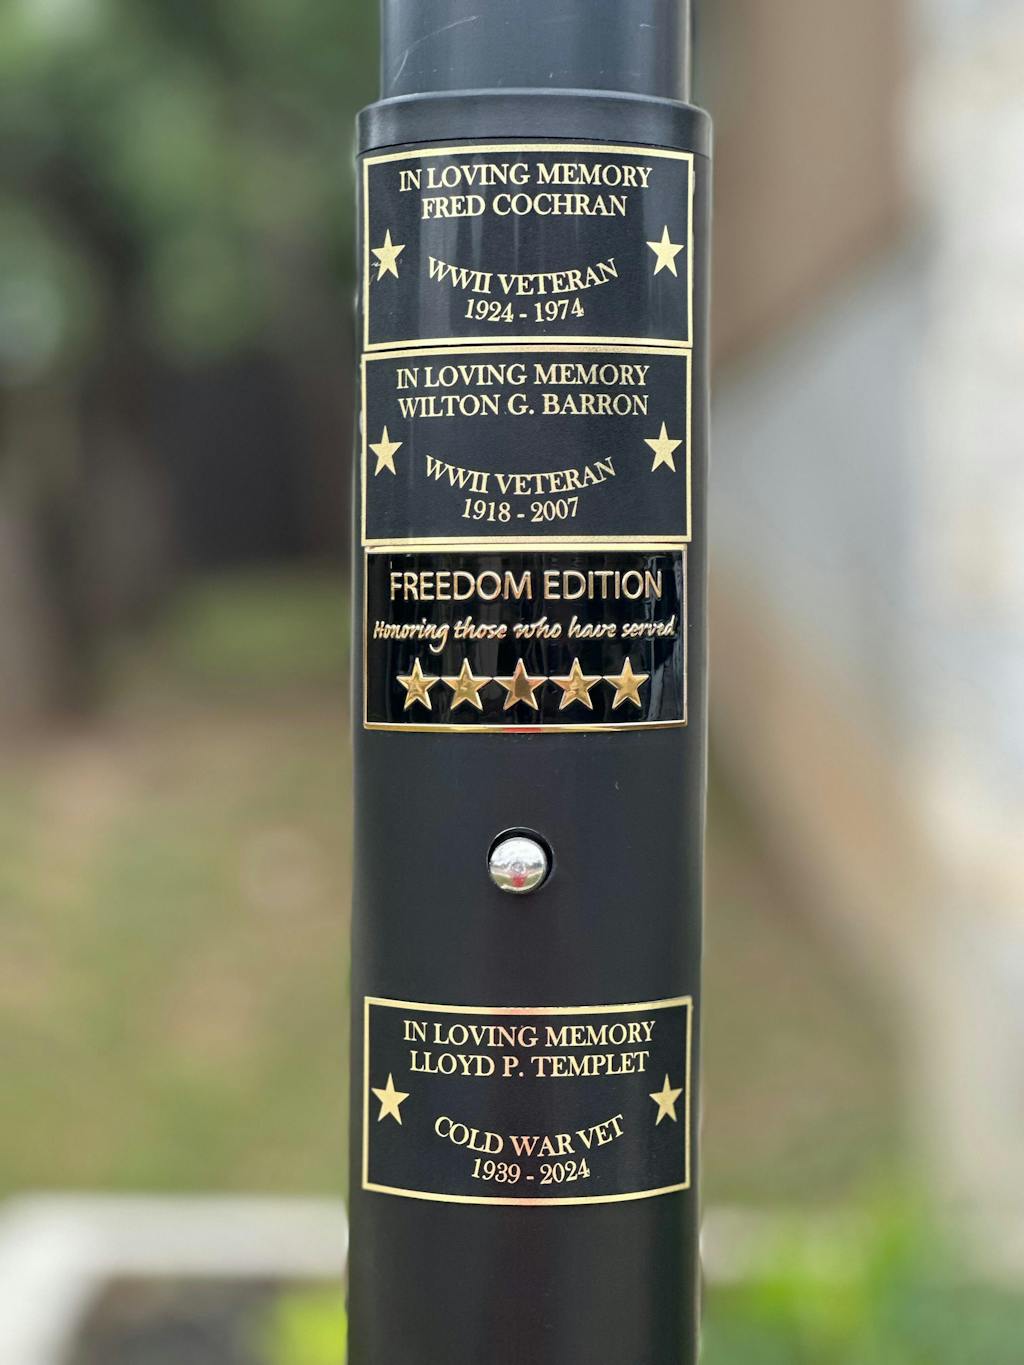 IN LOVING MEMORY
FRED COCHRAN
WWII VETERAN
1924 - 1974
IN LOVING MEMORY
WILTON G. BARRON
WWII VETERAN
1918 - 2007
FREEDOM EDITION
Honoring those who have served
IN LOVING MEMORY
LLOYD P. TEMPLET
COLD WAR VET
1939 - 2024